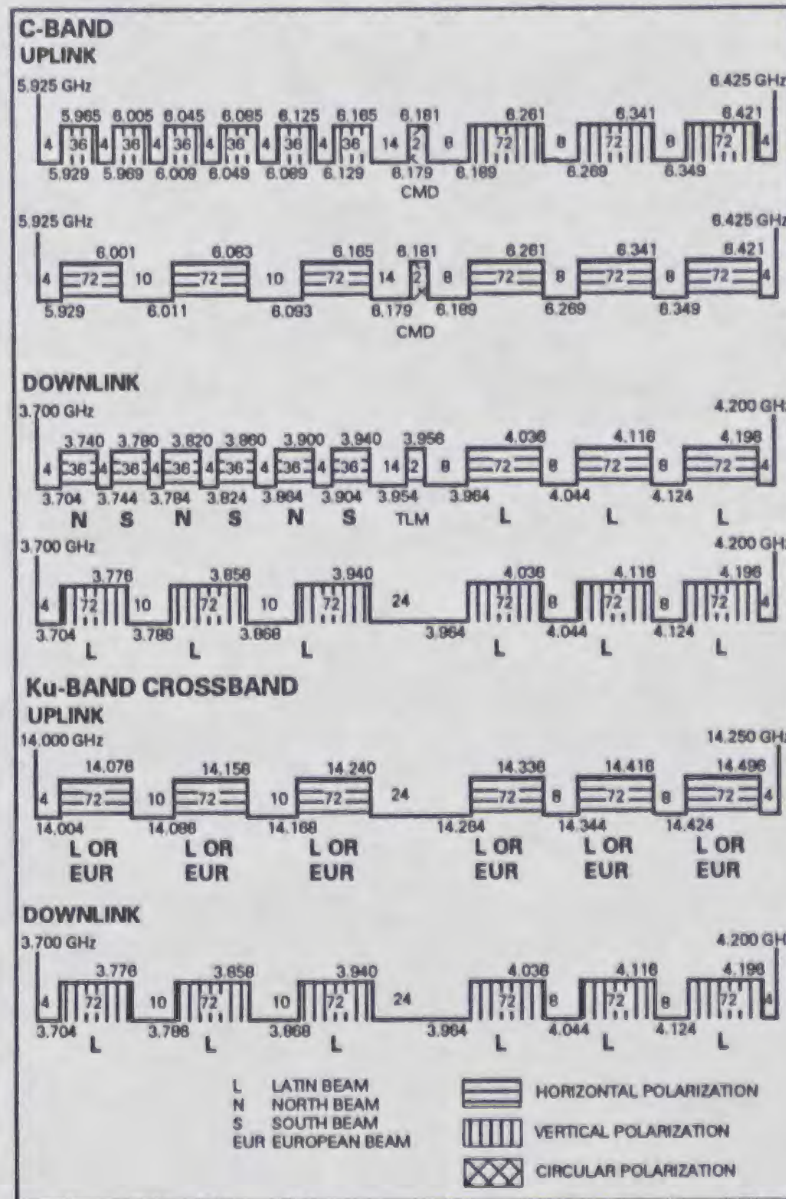 C-BAND
UPLINK
5.925 GHz 6.425 GHz
5.965 6.005 6.045 6.085 6.125 6.165 6.181 6.261 6.341 6.421
4 36 4 36 4 36 4 36 4 36 4 36 14 2 8 72 8 72 8 72 4
5.929 5.969 6.009 6.049 6.089 6.129 6.179 6.189 6.269 6.349
CMD
5.925 GHz 6.425 GHz
6.001 6.083 6.165 6.181 6.261 6.341 6.421
4 72 10 72 10 72 14 2 8 72 8 72 8 72 4
5.929 6.011 6.093 6.179 6.189 6.269 6.349
CMD
DOWNLINK
3.700 GHz 4.200 GHz
3.740 3.780 3.820 3.860 3.900 3.940 3.956 4.036 4.116 4.196
4 36 4 36 4 36 4 36 4 36 4 36 14 2 8 72 8 72 8 72 4
3.704 3.744 3.784 3.824 3.864 3.904 3.954 3.964 4.044 4.124
N S N S N S TLM L L L
3.700 GHz 4.200 GHz
3.776 3.858 3.940 4.036 4.116 4.196
4 72 10 72 10 72 24 72 8 72 8 72 4
3.704 3.786 3.868 3.964 4.044 4.124
L L L L L L
Ku-BAND CROSSBAND
UPLINK
14.000 GHz 14.250 GHz
14.076 14.158 14.240 14.336 14.416 14.496
4 72 10 72 10 72 24 72 8 72 8 72 4
14.004 14.086 14.168 14.264 14.344 14.424
L OR L OR L OR L OR L OR L OR
EUR EUR EUR EUR EUR EUR
DOWNLINK
3.700 GHz 4.200 GHz
3.776 3.858 3.940 4.036 4.116 4.196
4 72 10 72 10 72 24 72 8 72 8 72 4
3.704 3.786 3.868 3.964 4.044 4.124
L L L L L L
L LATIN BEAM
N NORTH BEAM
S SOUTH BEAM
EUR EUROPEAN BEAM
HORIZONTAL POLARIZATION
VERTICAL POLARIZATION
CIRCULAR POLARIZATION